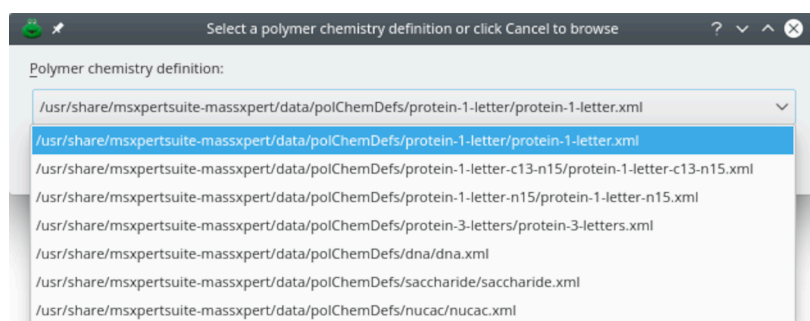 Select a polymer chemistry definition or click Cancel to browse
Polymer chemistry definition:
/usr/share/msxpertsuite-massxpert/data/polChemDefs/protein-1-letter/protein-1-letter.xml
/usr/share/msxpertsuite-massxpert/data/polChemDefs/protein-1-letter/protein-1-letter.xml
/usr/share/msxpertsuite-massxpert/data/polChemDefs/protein-1-letter-c13-n15/protein-1-letter-c13-n15.xml
/usr/share/msxpertsuite-massxpert/data/polChemDefs/protein-1-letter-n15/protein-1-letter-n15.xml
/usr/share/msxpertsuite-massxpert/data/polChemDefs/protein-3-letters/protein-3-letters.xml
/usr/share/msxpertsuite-massxpert/data/polChemDefs/dna/dna.xml
/usr/share/msxpertsuite-massxpert/data/polChemDefs/saccharide/saccharide.xml
/usr/share/msxpertsuite-massxpert/data/polChemDefs/nucac/nucac.xml